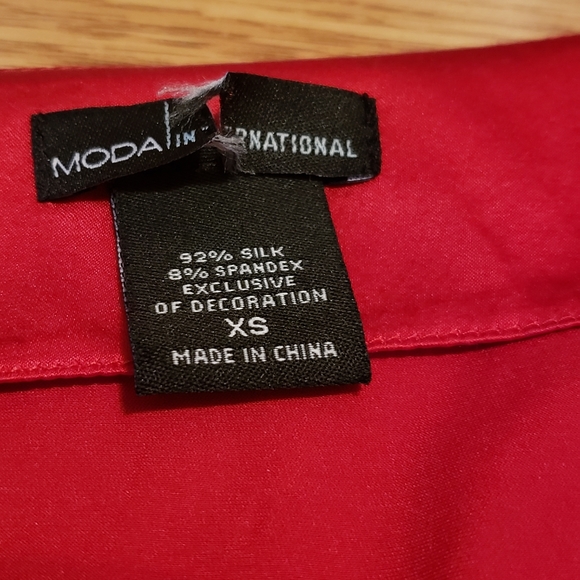 MODA IN RNATIONAL
92% SILK
8% SPANDEX
EXCLUSIVE
OF DECORATION
XS
MADE IN CHINA